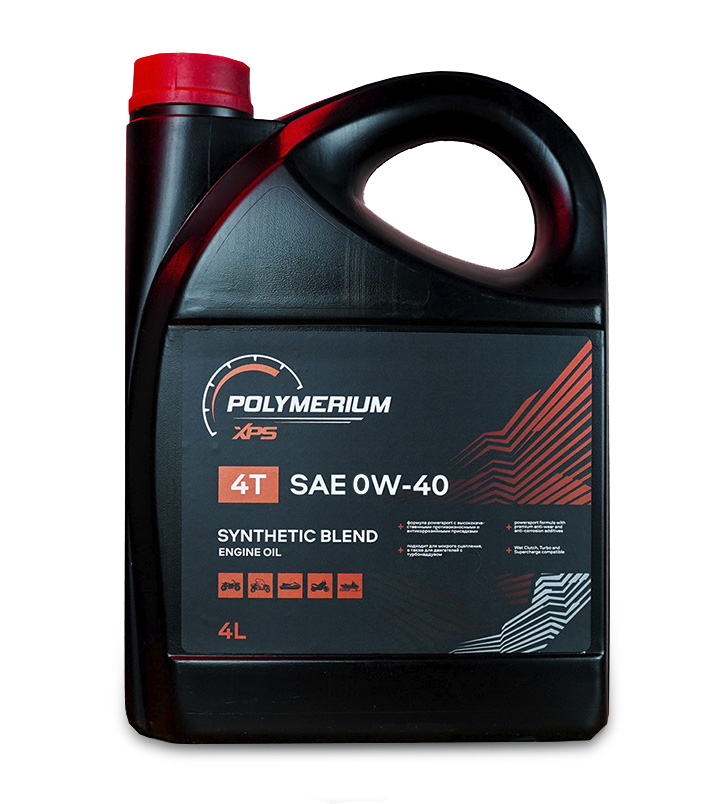 POLYMERIUM
XPS
4T SAE 0W-40
SYNTHETIC BLEND
ENGINE OIL
+ формула powersport с высококаче-
ственными противоизносными и
антикоррозийными присадками
+ подходит для мокрого сцепления,
а также для двигателей с
турбонаддувом
+ powersport formula with
premium anti-wear and
anti-corrosion additives
+ Wet Clutch, Turbo and
Supercharge compatible
4L